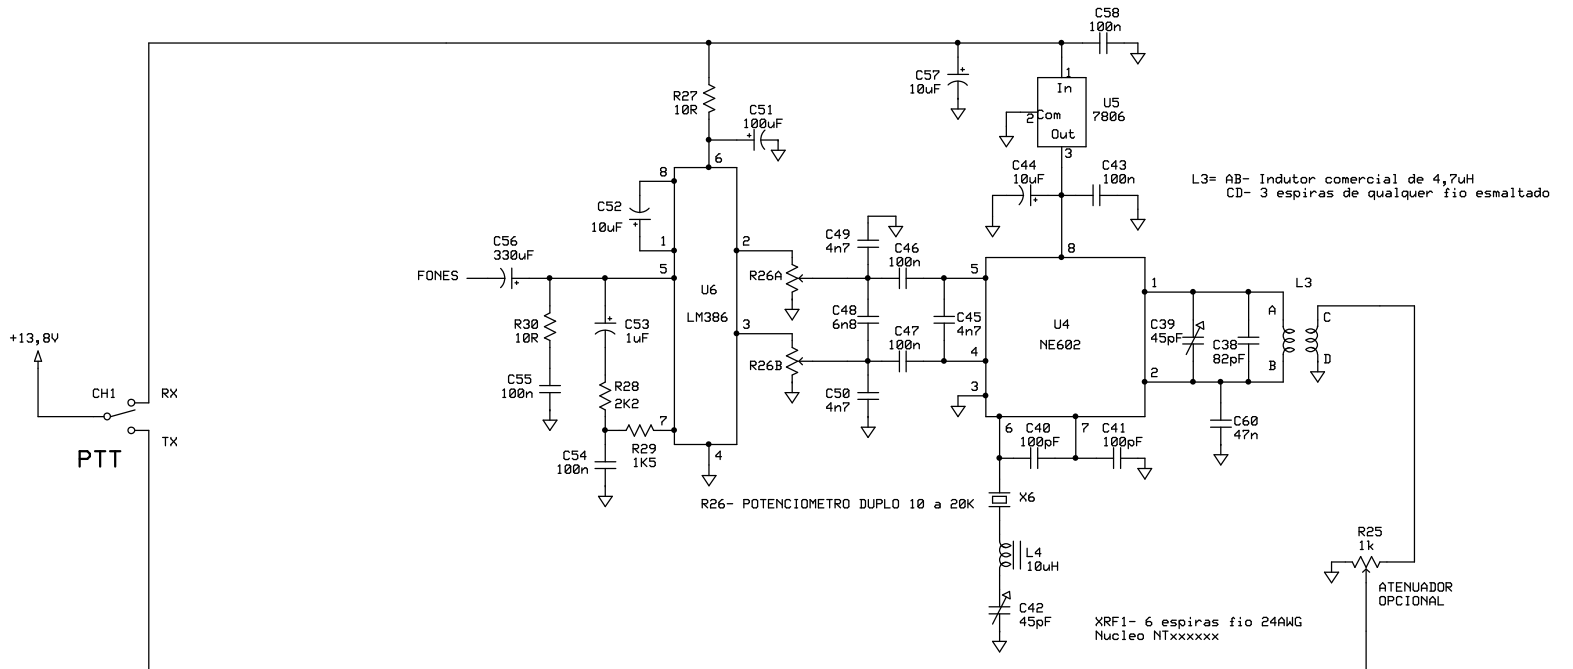 C58
100n
C57
10uF
1
In
U5
7806
2
Com
Out
3
R27
10R
C51
100uF
6
8
C52
10uF
1
C44
10uF
C43
100n
L3= AB- Indutor comercial de 4,7uH
CD- 3 espiras de qualquer fio esmaltado
C56
330uF
FONES
5
2
R26A
C49
4n7
C46
100n
5
8
1
L3
U6
LM386
R30
10R
C53
1uF
3
R26B
C48
6n8
C47
100n
C45
4n7
4
U4
NE602
C39
45pF
C38
82pF
A
B
C
D
+13,8V
CH1
RX
TX
PTT
C55
100n
R28
2K2
C50
4n7
3
2
C60
47n
7
R29
1K5
C54
100n
4
6
C40
100pF
7
C41
100pF
R26- POTENCIOMETRO DUPLO 10 a 20K
X6
L4
10uH
C42
45pF
R25
1k
ATENUADOR
OPCIONAL
XRF1- 6 espiras fio 24AWG
Nucleo NTxxxxxx